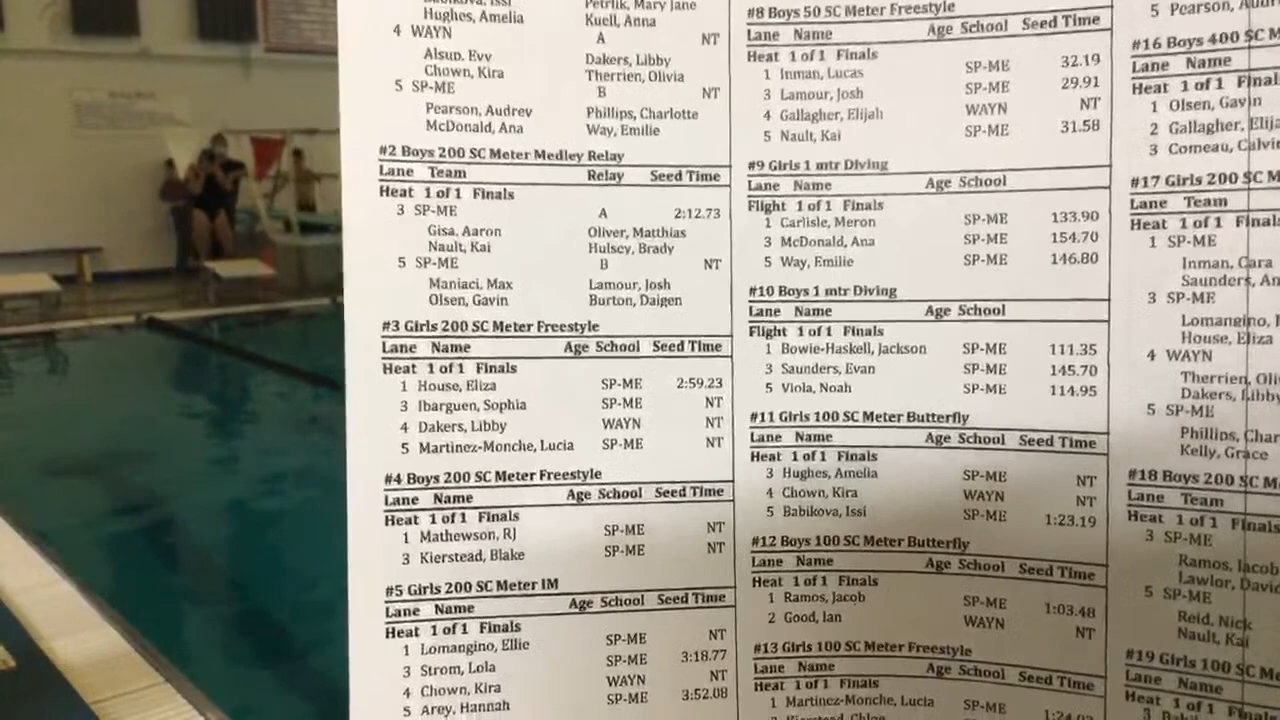 Petrlik, Mary Jane
Hughes, Amelia Kuell, Anna
4 WAYN A NT
Alsup, Evv Dakers, Libby
Chown, Kira Therrien, Olivia
5 SP-ME B NT
Pearson, Audrey Phillips, Charlotte
McDonald, Ana Way, Emilie
#2 Boys 200 SC Meter Medley Relay
Lane Team Relay Seed Time
Heat 1 of 1 Finals
3 SP-ME A 2:12.73
Gisa, Aaron Oliver, Matthias
Nault, Kai Hulsey, Brady
5 SP-ME B NT
Maniaci, Max Lamour, Josh
Olsen, Gavin Burton, Daigen
#3 Girls 200 SC Meter Freestyle
Lane Name Age School Seed Time
Heat 1 of 1 Finals
1 House, Eliza SP-ME 2:59.23
3 Ibarguen, Sophia SP-ME NT
4 Dakers, Libby WAYN NT
5 Martinez-Monche, Lucia SP-ME NT
#4 Boys 200 SC Meter Freestyle
Lane Name Age School Seed Time
Heat 1 of 1 Finals
1 Mathewson, RJ SP-ME NT
3 Kierstead, Blake SP-ME NT
#5 Girls 200 SC Meter IM
Lane Name Age School Seed Time
Heat 1 of 1 Finals
1 Lomangino, Ellie SP-ME NT
3 Strom, Lola SP-ME 3:18.77
4 Chown, Kira WAYN NT
5 Arey, Hannah SP-ME 3:52.08
#8 Boys 50 SC Meter Freestyle
Lane Name Age School Seed Time
Heat 1 of 1 Finals
1 Inman, Lucas SP-ME 32.19
3 Lamour, Josh SP-ME 29.91
4 Gallagher, Elijah WAYN NT
5 Nault, Kai SP-ME 31.58
#9 Girls 1 mtr Diving
Lane Name Age School
Flight 1 of 1 Finals
1 Carlisle, Meron SP-ME 133.90
3 McDonald, Ana SP-ME 154.70
5 Way, Emilie SP-ME 146.80
#10 Boys 1 mtr Diving
Lane Name Age School
Flight 1 of 1 Finals
1 Bowie-Haskell, Jackson SP-ME 111.35
3 Saunders, Evan SP-ME 145.70
5 Viola, Noah SP-ME 114.95
#11 Girls 100 SC Meter Butterfly
Lane Name Age School Seed Time
Heat 1 of 1 Finals
3 Hughes, Amelia SP-ME NT
4 Chown, Kira WAYN NT
5 Babikova, Issi SP-ME 1:23.19
#12 Boys 100 SC Meter Butterfly
Lane Name Age School Seed Time
Heat 1 of 1 Finals
1 Ramos, Jacob SP-ME 1:03.48
2 Good, Ian WAYN NT
#13 Girls 100 SC Meter Freestyle
Lane Name Age School Seed Time
Heat 1 of 1 Finals
1 Martinez-Monche, Lucia SP-ME NT
5 Pearson,
#16 Boys 400 SC M
Lane Name
Heat 1 of 1 Final
1 Olsen, Gavin
2 Gallagher, Elija
3 Comeau, Calvi
#17 Girls 200 SC M
Lane Team
Heat 1 of 1 Finals
1 SP-ME
Inman, Cara
Saunders, An
3 SP-ME
Lomangino,
House, Eliza
4 WAYN
Therrien, Oli
Dakers, Libby
5 SP-ME
Phillips, Char
Kelly, Grace
#18 Boys 200 SC M
Lane Team
Heat 1 of 1 Finals
3 SP-ME
Ramos, Jacob
Lawlor, David
5 SP-ME
Reid, Nick
Nault, Kai
#19 Girls 100 SC Me
Lane Name
Heat 1 of 1 Fina